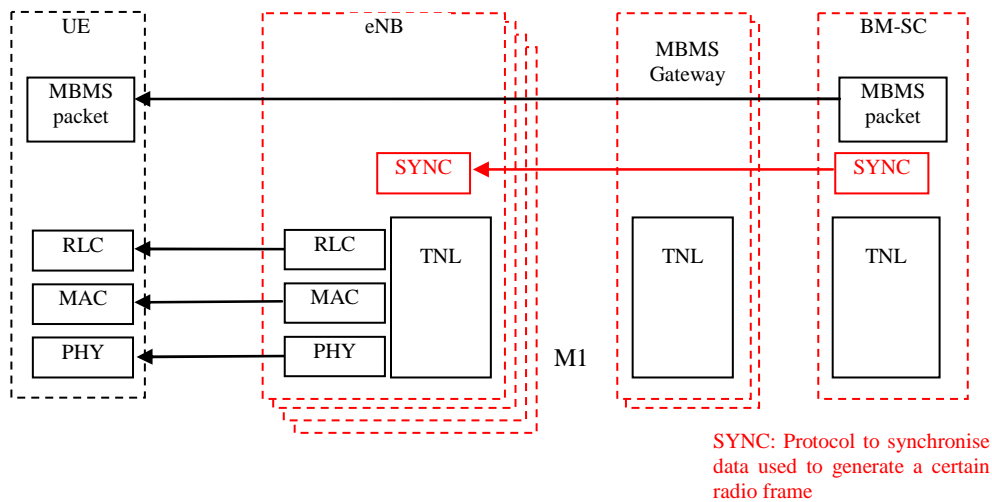 UE
eNB
MBMS
Gateway
BM-SC
MBMS
packet
MBMS
packet
SYNC
SYNC
RLC
RLC
TNL
TNL
TNL
MAC
MAC
PHY
PHY
M1
SYNC: Protocol to synchronise
data used to generate a certain
radio frame